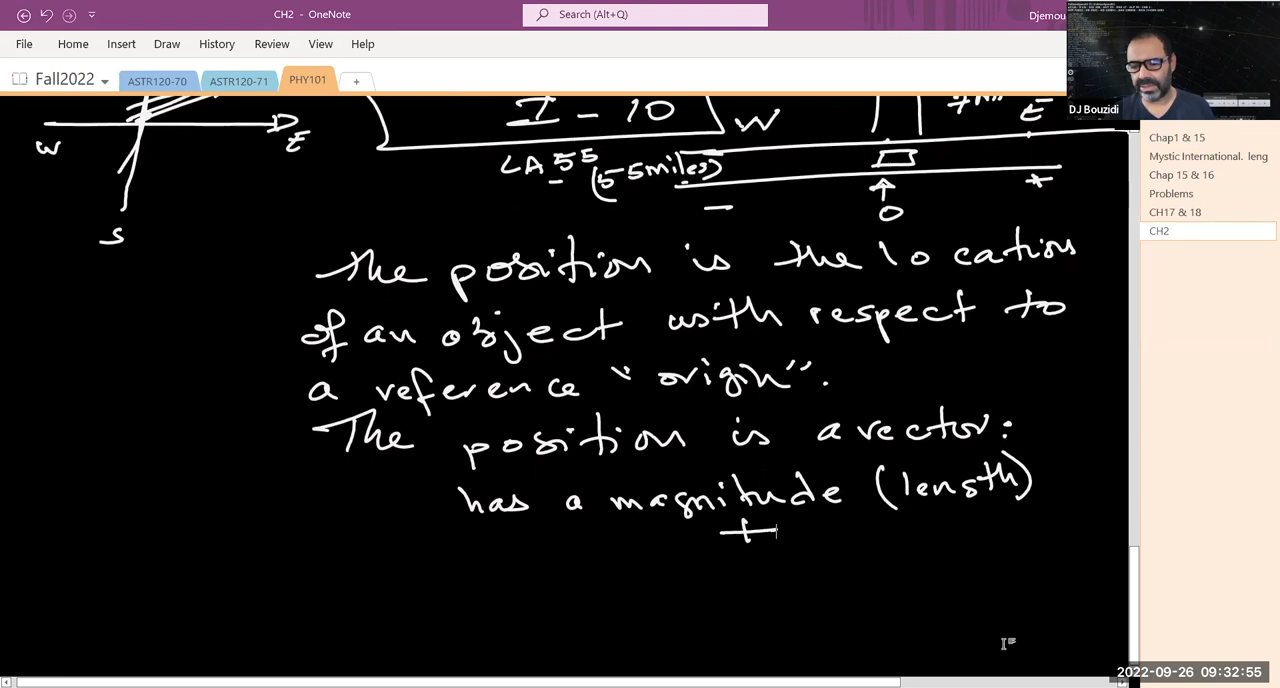 CH2 - OneNote
Search (Alt+Q)
Djemou
File Home Insert Draw History Review View Help
Fall2022 ASTR120-70 ASTR120-71 PHY101
DJ Bouzidi
Chap1 & 15
Mystic International. leng
Chap 15 & 16
Problems
CH17 & 18
CH2
I - 10 W E
W E
LA 55 (55 miles)
S
O
The position is the location
of an object with respect to
a reference "origin".
The position is a vector:
has a magnitude (length)
+
2022-09-26 09:32:55